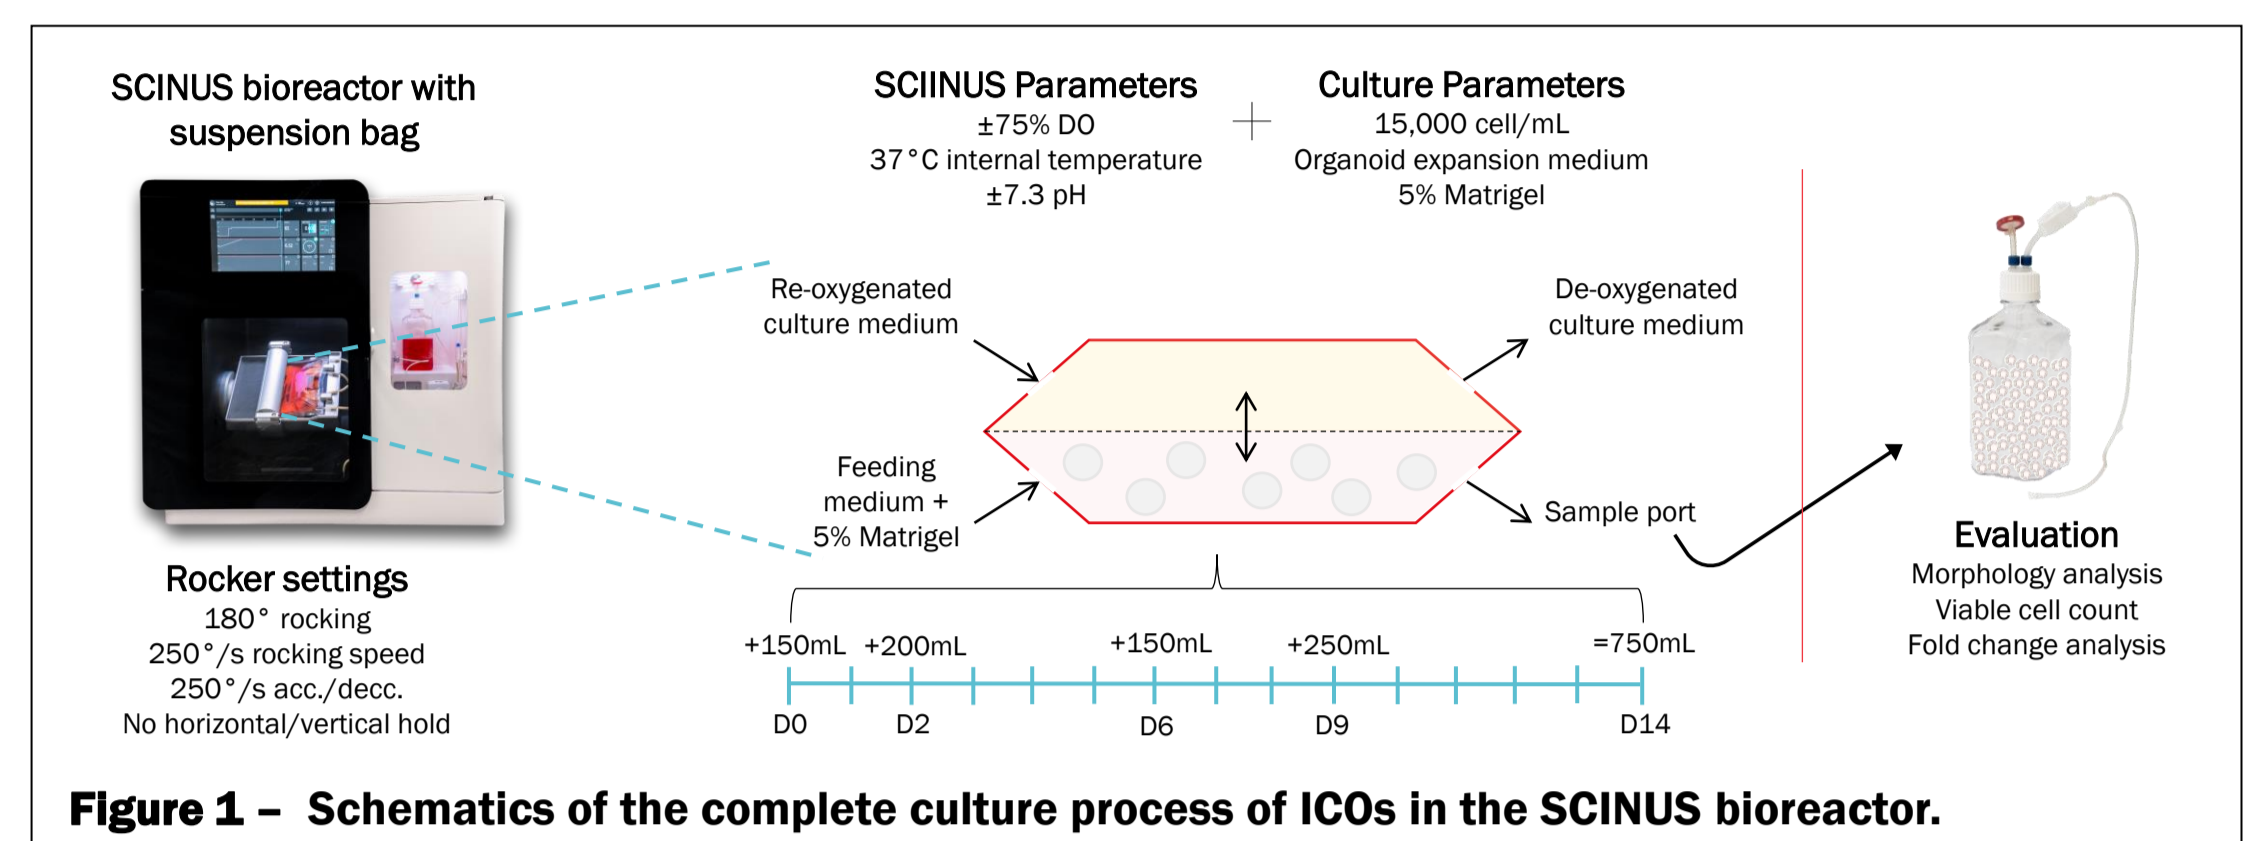 SCINUS bioreactor with
suspension bag
Rocker settings
180° rocking
250°/s rocking speed
250°/s acc./decc.
No horizontal/vertical hold
SCIINUS Parameters
±75% DO
37°C internal temperature
±7.3 pH
Culture Parameters
15,000 cell/mL
Organoid expansion medium
5% Matrigel
Re-oxygenated
culture medium
De-oxygenated
culture medium
Feeding
medium +
5% Matrigel
Sample port
+150mL +200mL +150mL +250mL =750mL
D0 D2 D6 D9 D14
Evaluation
Morphology analysis
Viable cell count
Fold change analysis
Figure 1 – Schematics of the complete culture process of ICOs in the SCINUS bioreactor.